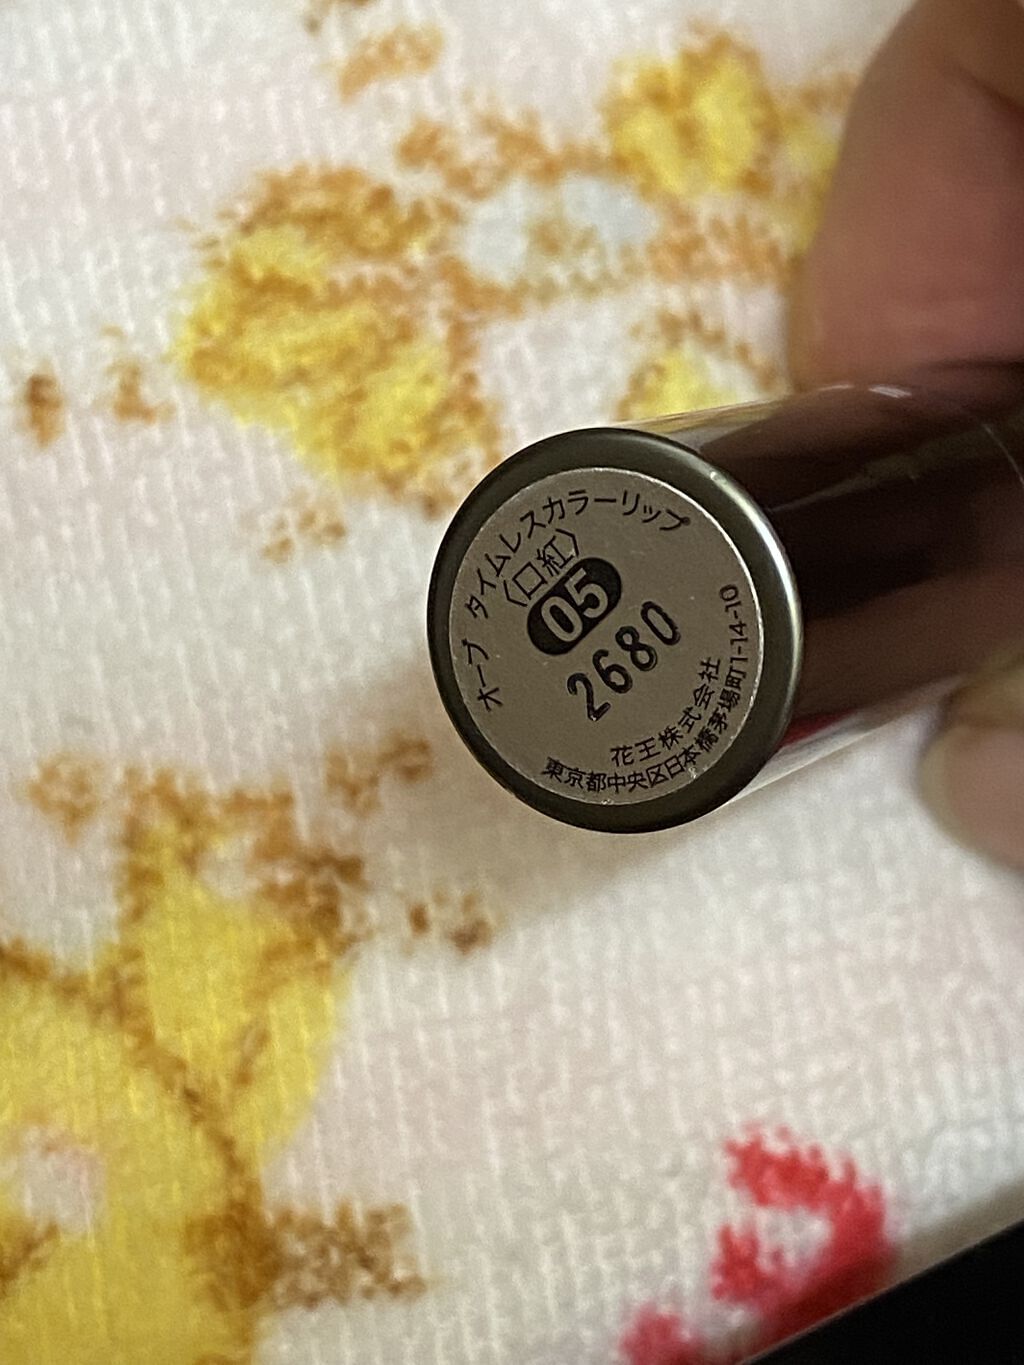 オーブ タイムレスカラーリップ
〈口紅〉
05
2680
花王株式会社
東京都中央区日本橋茅場町1-14-10